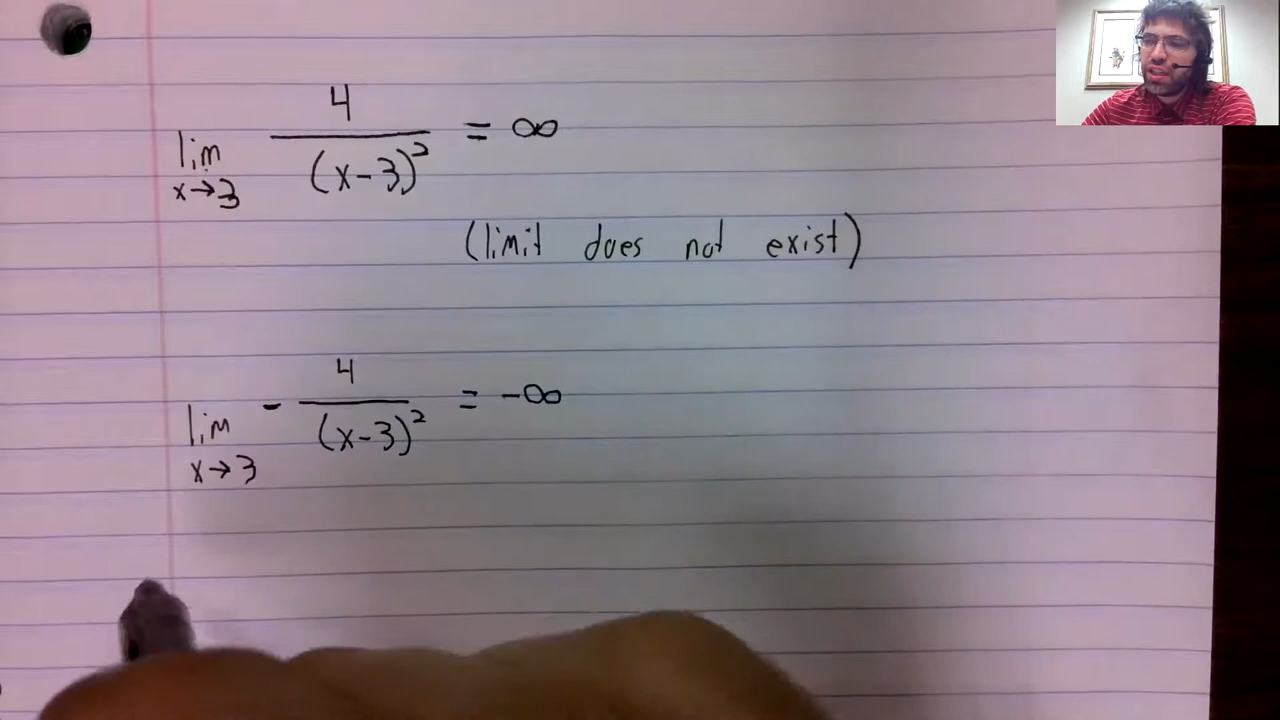 lim x→3 4/(x-3)² = ∞
(limit does not exist)
lim x→3 - 4/(x-3)² = -∞